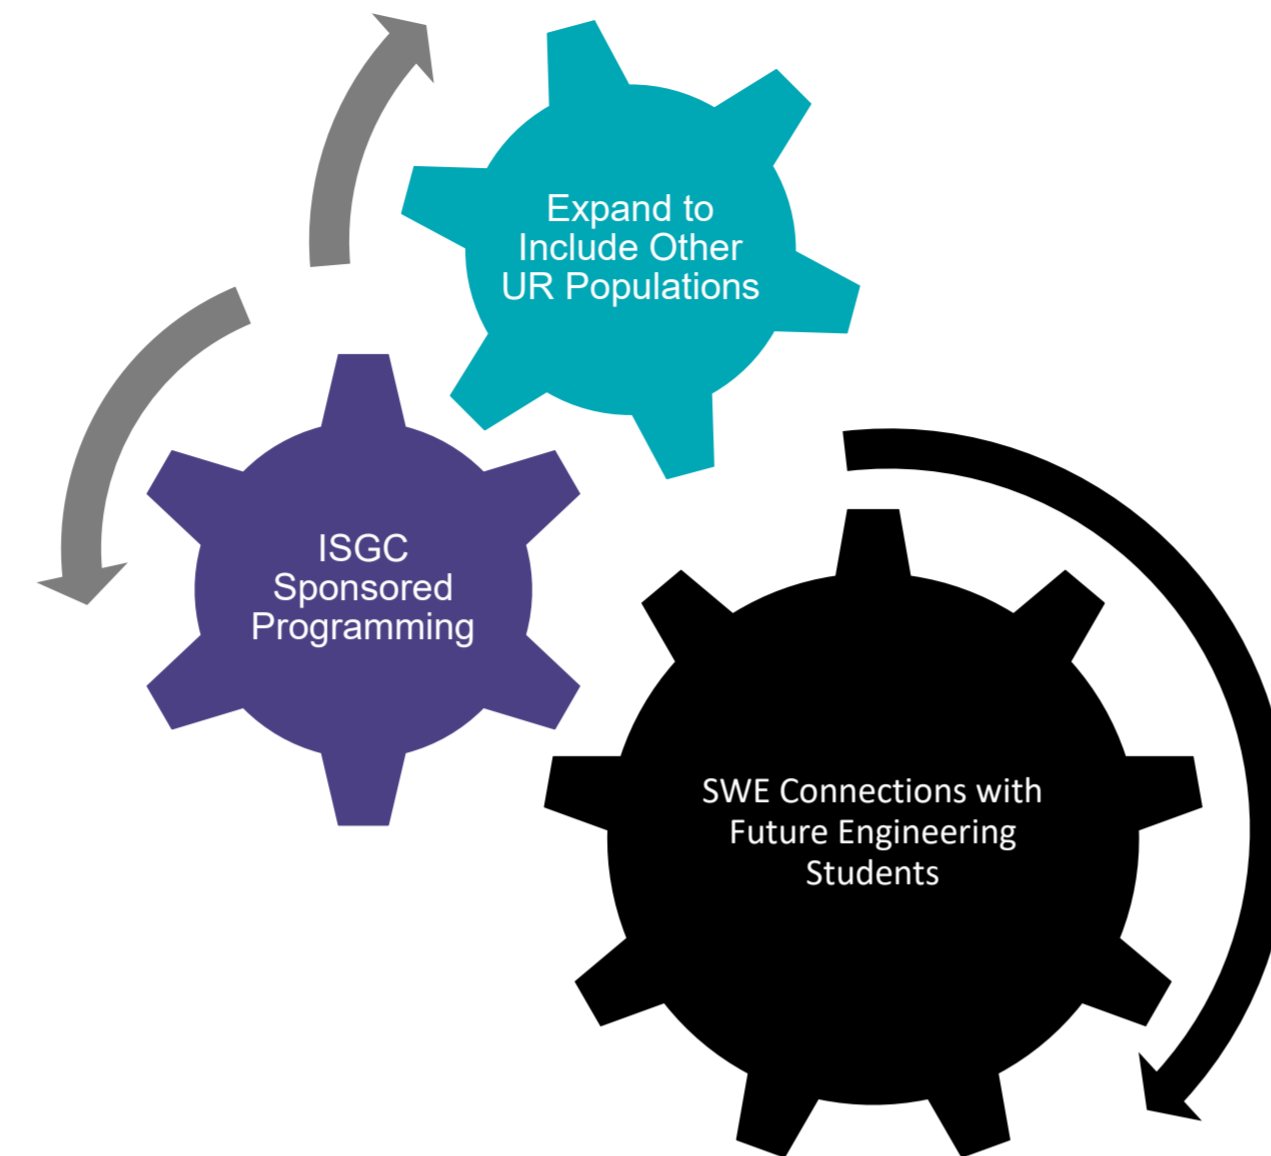 Expand to
Include Other
UR Populations
ISGC
Sponsored
Programming
SWE Connections with
Future Engineering
Students